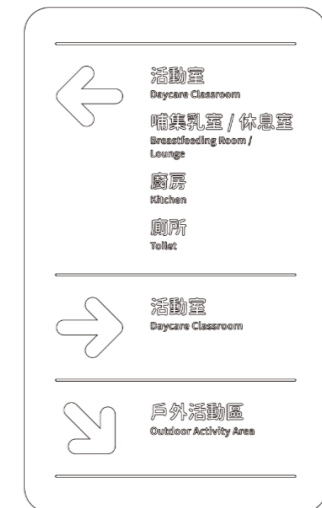 活動室
Daycare Classroom
哺集乳室 / 休息室
Breastfeeding Room /
Lounge
廚房
Kitchen
廁所
Toilet
活動室
Daycare Classroom
戶外活動區
Outdoor Activity Area